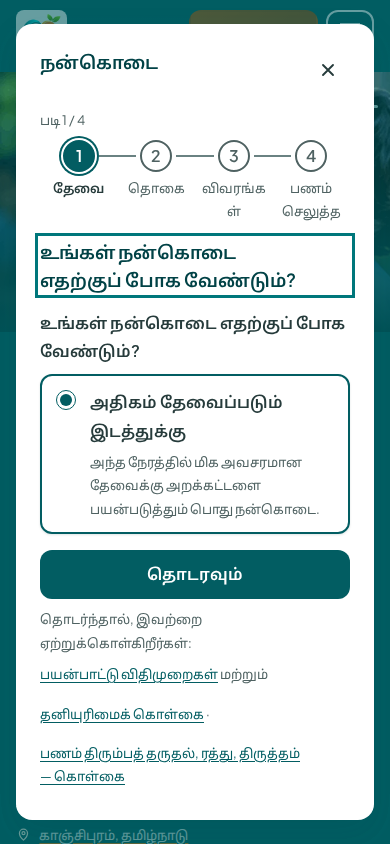 நன்கொடை
படி 1 / 4
1
2
3
4
தேவை
தொகை
விவரங்க
ள்
பணம்
செலுத்த
உங்கள் நன்கொடை
எதற்குப் போக வேண்டும்?
உங்கள் நன்கொடை எதற்குப் போக
வேண்டும்?
அதிகம் தேவைப்படும்
இடத்துக்கு
அந்த நேரத்தில் மிக அவசரமான
தேவைக்கு அறக்கட்டளை
பயன்படுத்தும் பொது நன்கொடை.
தொடரவும்
தொடர்ந்தால், இவற்றை
ஏற்றுக்கொள்கிறீர்கள்:
பயன்பாட்டு விதிமுறைகள் மற்றும்
தனியுரிமைக் கொள்கை ·
பணம் திரும்பத் தருதல், ரத்து, திருத்தம்
— கொள்கை
காஞ்சிபுரம், தமிழ்நாடு